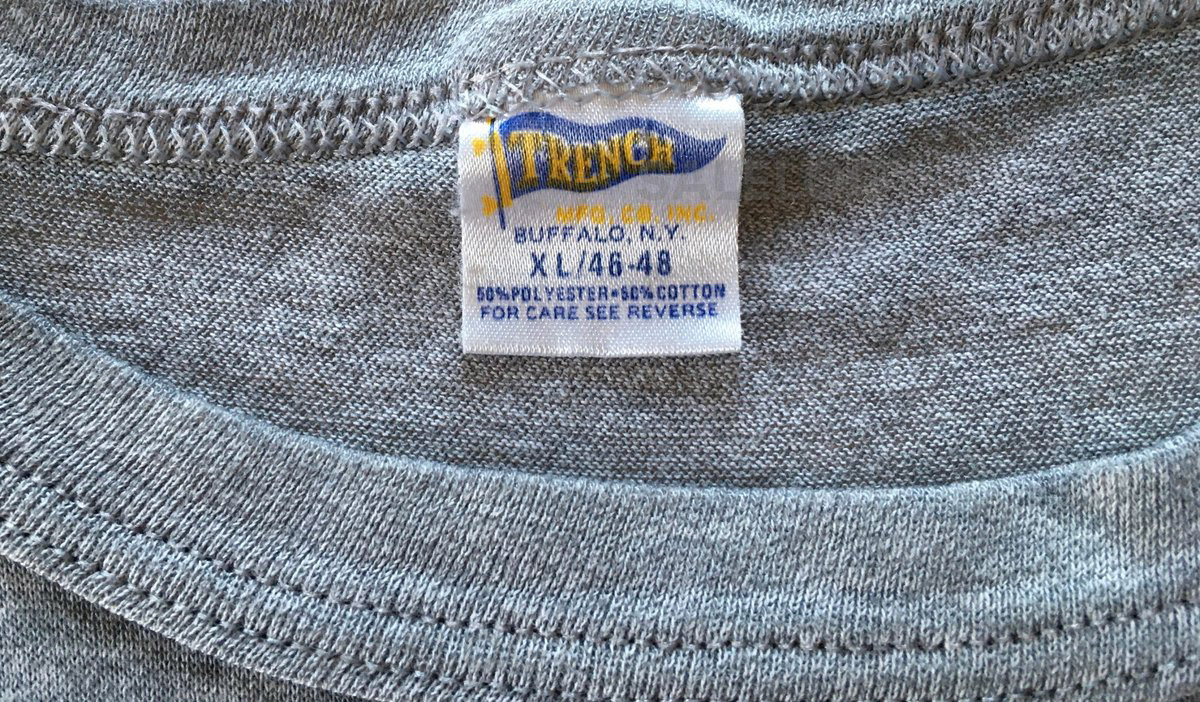 TRENCH
MFG. CO. INC.
BUFFALO, N.Y.
XL/46-48
50%POLYESTER•50%COTTON
FOR CARE SEE REVERSE